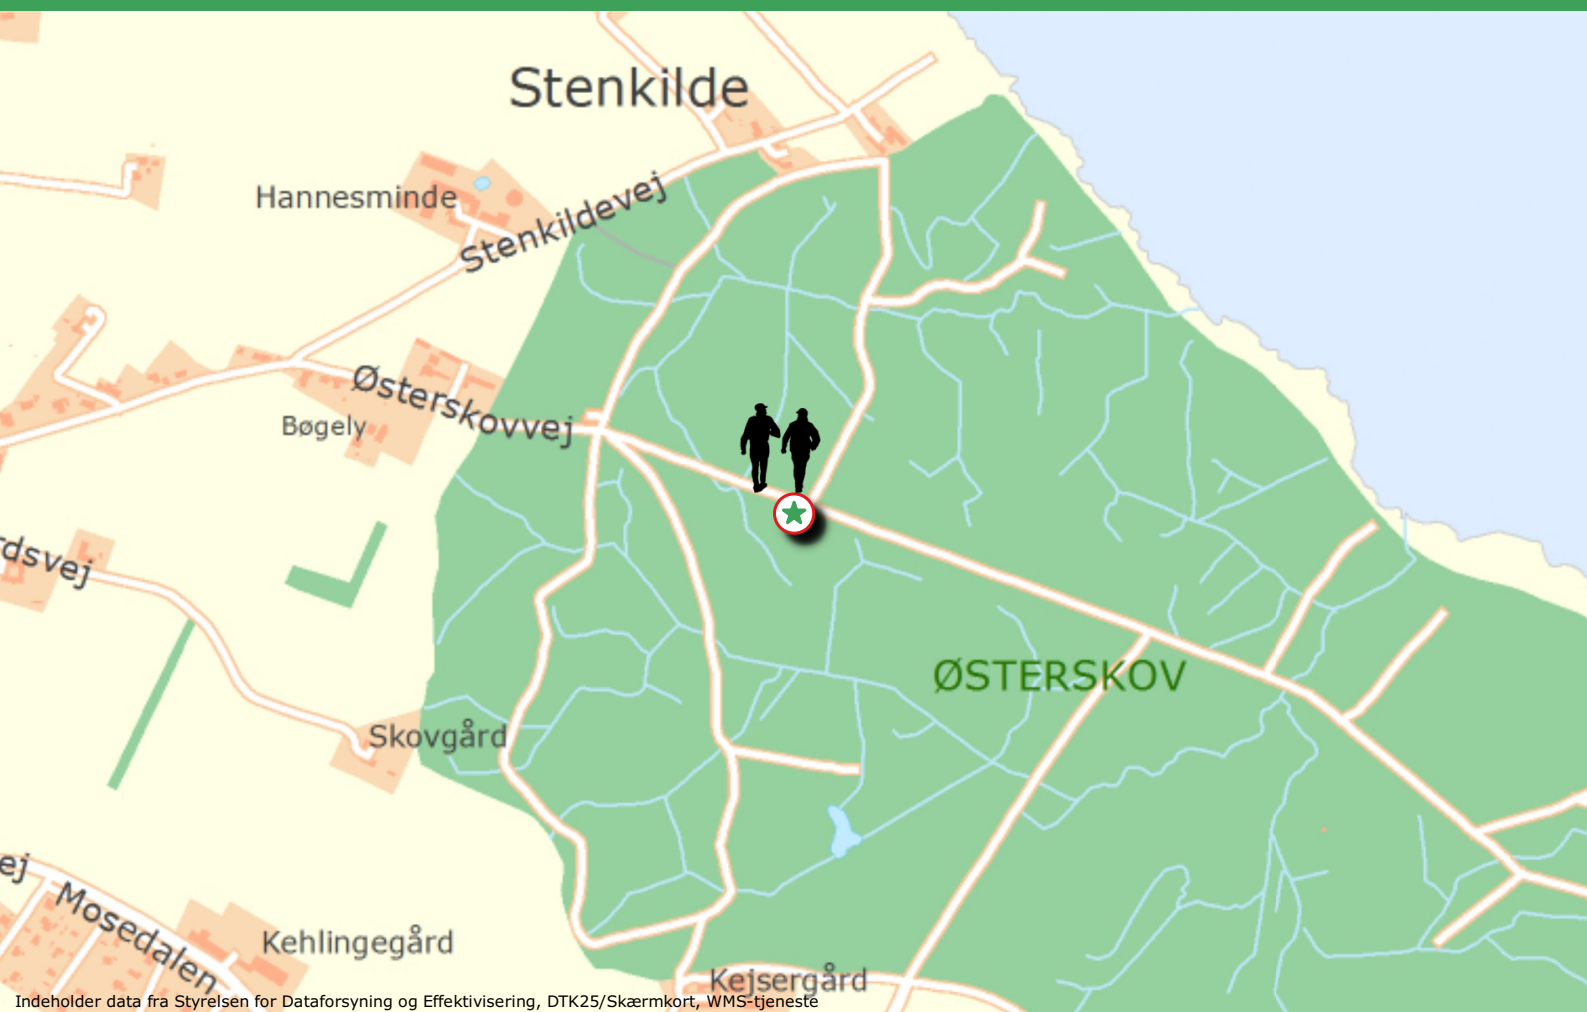 Stenkilde
Hannesminde
Stenkildevej
Østerskovvej
Bøgely
rdsvej
ØSTERSKOV
Skovgård
ej
Mosedalen
Kehlingegård
Kejsergård
Indeholder data fra Styrelsen for Dataforsyning og Effektivisering, DTK25/Skærmkort, WMS-tjeneste